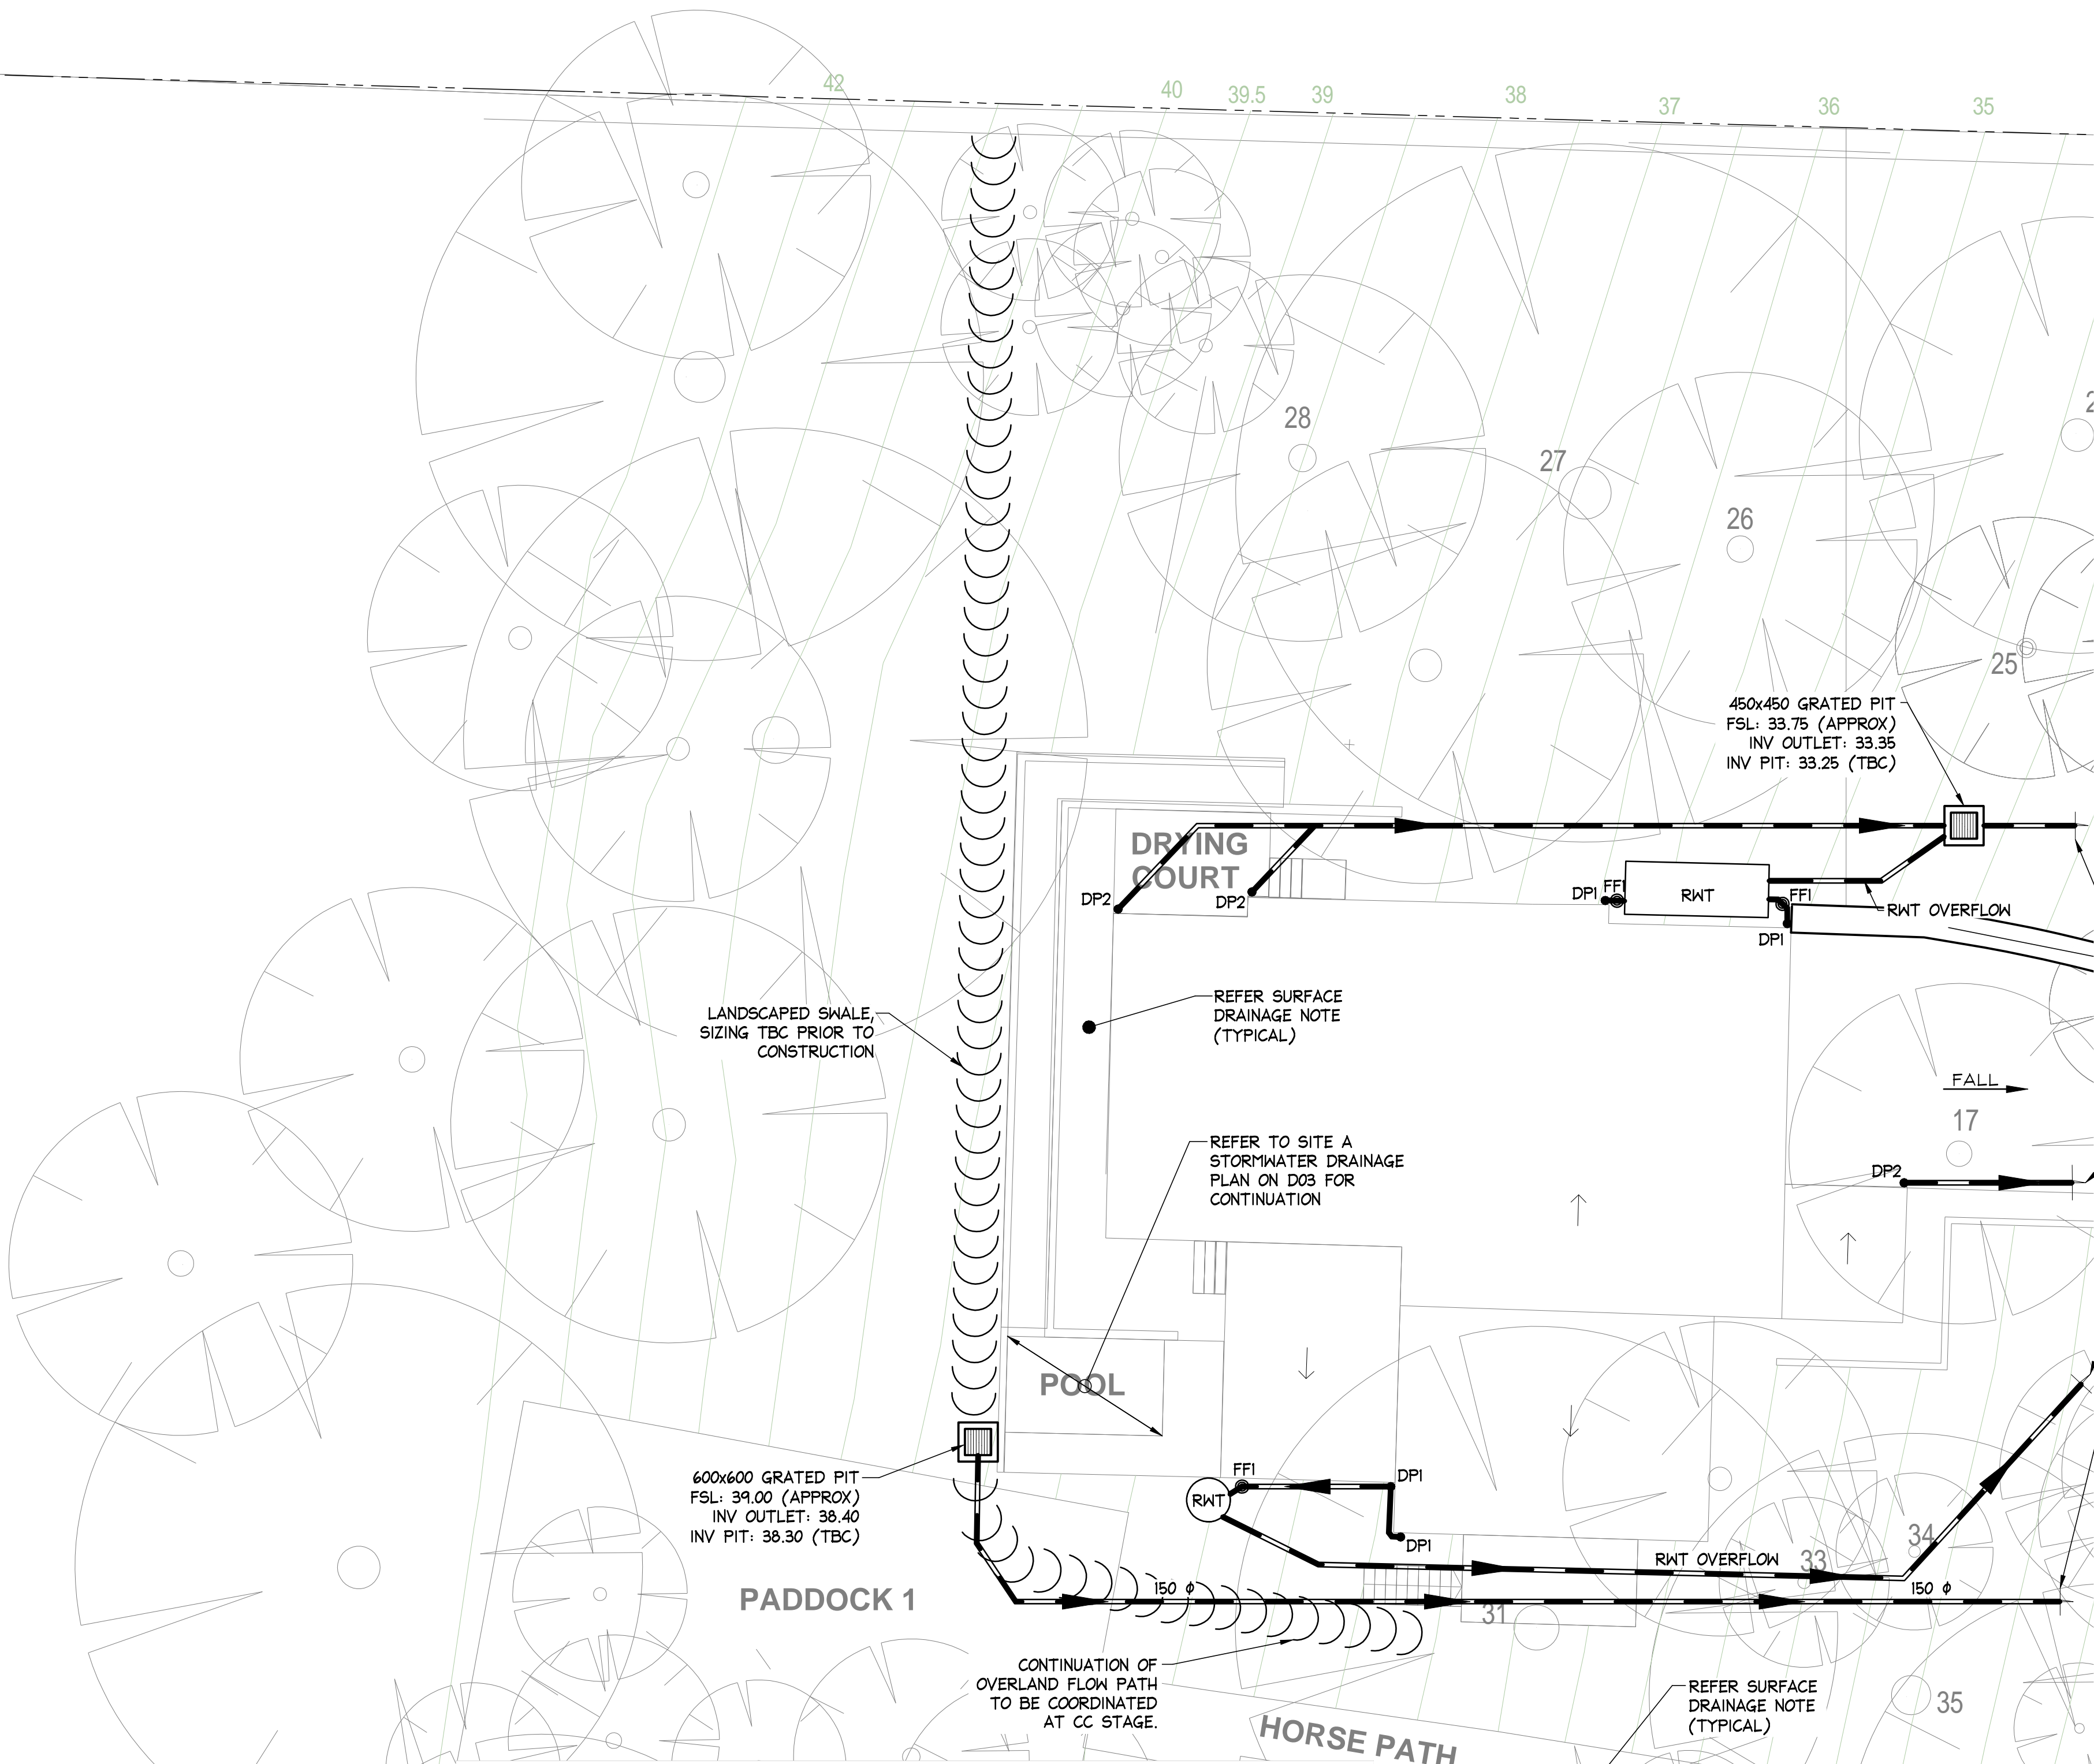 42
40
39.5
39
38
37
36
35
28
27
26
25
450x450 GRATED PIT
FSL: 33.75 (APPROX)
INV OUTLET: 33.35
INV PIT: 33.25 (TBC)
DRYING
COURT
DP2
DP2
DP1
FF1
RWT
FF1
DP1
RWT OVERFLOW
REFER SURFACE
DRAINAGE NOTE
(TYPICAL)
LANDSCAPED SWALE,
SIZING TBC PRIOR TO
CONSTRUCTION
FALL
17
REFER TO SITE A
STORMWATER DRAINAGE
PLAN ON D03 FOR
CONTINUATION
DP2
POOL
600x600 GRATED PIT
FSL: 39.00 (APPROX)
INV OUTLET: 38.40
INV PIT: 38.30 (TBC)
FF1
RWT
DP1
DP1
RWT OVERFLOW
33
34
150 ϕ
150 ϕ
31
PADDOCK 1
CONTINUATION OF
OVERLAND FLOW PATH
TO BE COORDINATED
AT CC STAGE.
REFER SURFACE
DRAINAGE NOTE
(TYPICAL)
35
HORSE PATH